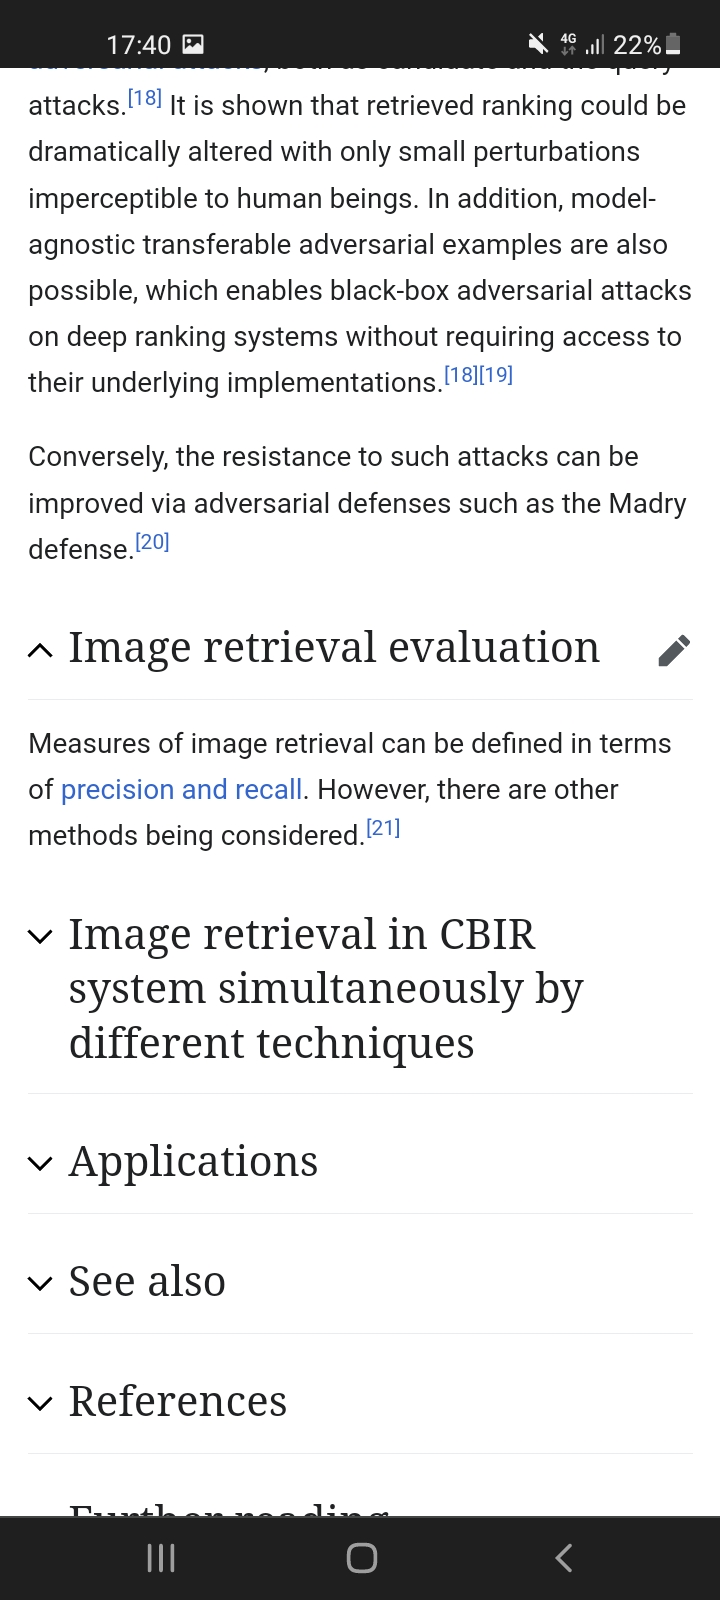 17:40 4G 22%
attacks.[18] It is shown that retrieved ranking could be
dramatically altered with only small perturbations
imperceptible to human beings. In addition, model-
agnostic transferable adversarial examples are also
possible, which enables black-box adversarial attacks
on deep ranking systems without requiring access to
their underlying implementations.[18][19]
Conversely, the resistance to such attacks can be
improved via adversarial defenses such as the Madry
defense.[20]
Image retrieval evaluation
Measures of image retrieval can be defined in terms
of precision and recall. However, there are other
methods being considered.[21]
Image retrieval in CBIR
system simultaneously by
different techniques
Applications
See also
References
Further reading